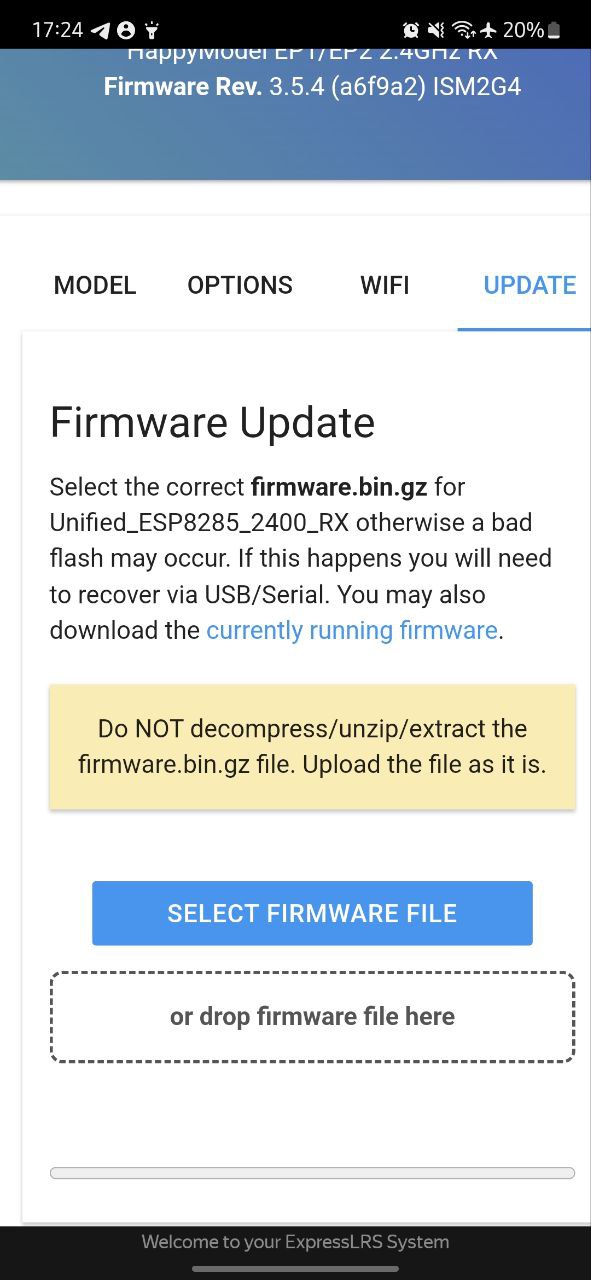 17:24 20%
HappyModel EP1/EP2 2.4GHz RX
Firmware Rev. 3.5.4 (a6f9a2) ISM2G4
MODEL OPTIONS WIFI UPDATE
Firmware Update
Select the correct firmware.bin.gz for
Unified_ESP8285_2400_RX otherwise a bad
flash may occur. If this happens you will need
to recover via USB/Serial. You may also
download the currently running firmware.
Do NOT decompress/unzip/extract the
firmware.bin.gz file. Upload the file as it is.
SELECT FIRMWARE FILE
or drop firmware file here
Welcome to your ExpressLRS System